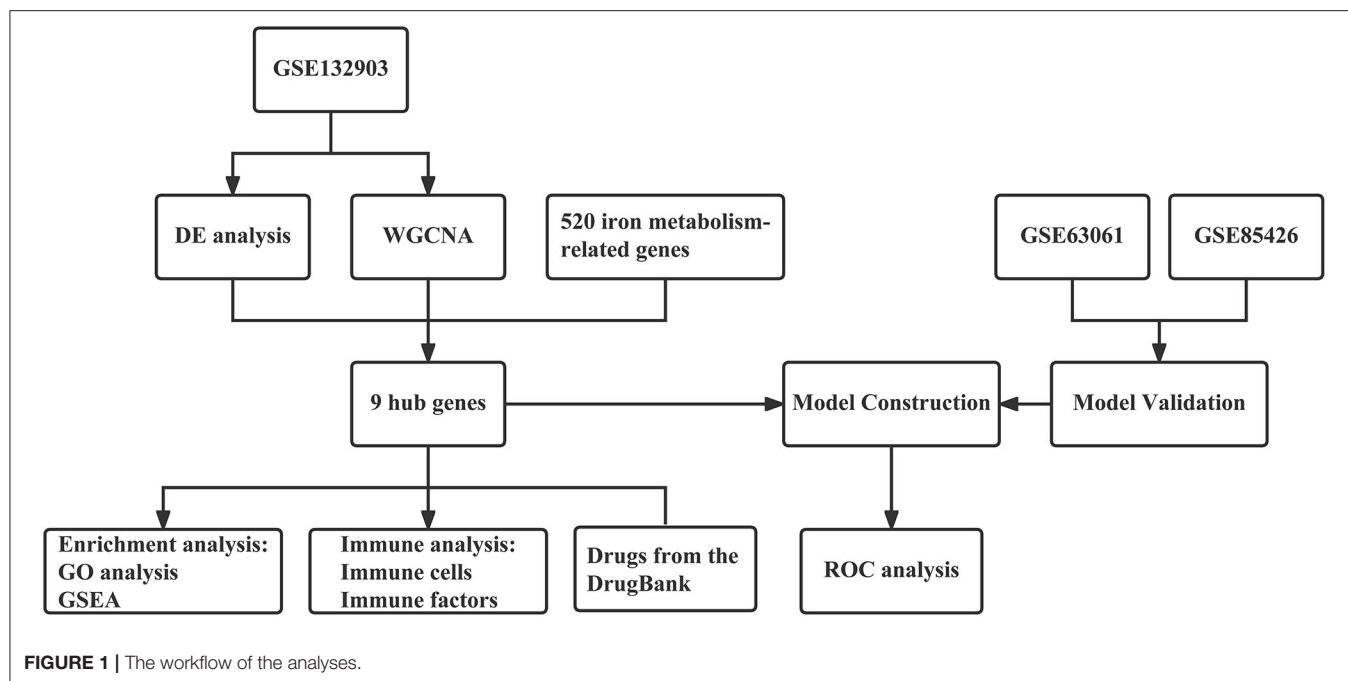 GSE132903
DE analysis
WGCNA
520 iron metabolism-
related genes
GSE63061
GSE85426
9 hub genes
Model Construction
Model Validation
Enrichment analysis:
GO analysis
GSEA
Immune analysis:
Immune cells
Immune factors
Drugs from the
DrugBank
ROC analysis
FIGURE 1 | The workflow of the analyses.